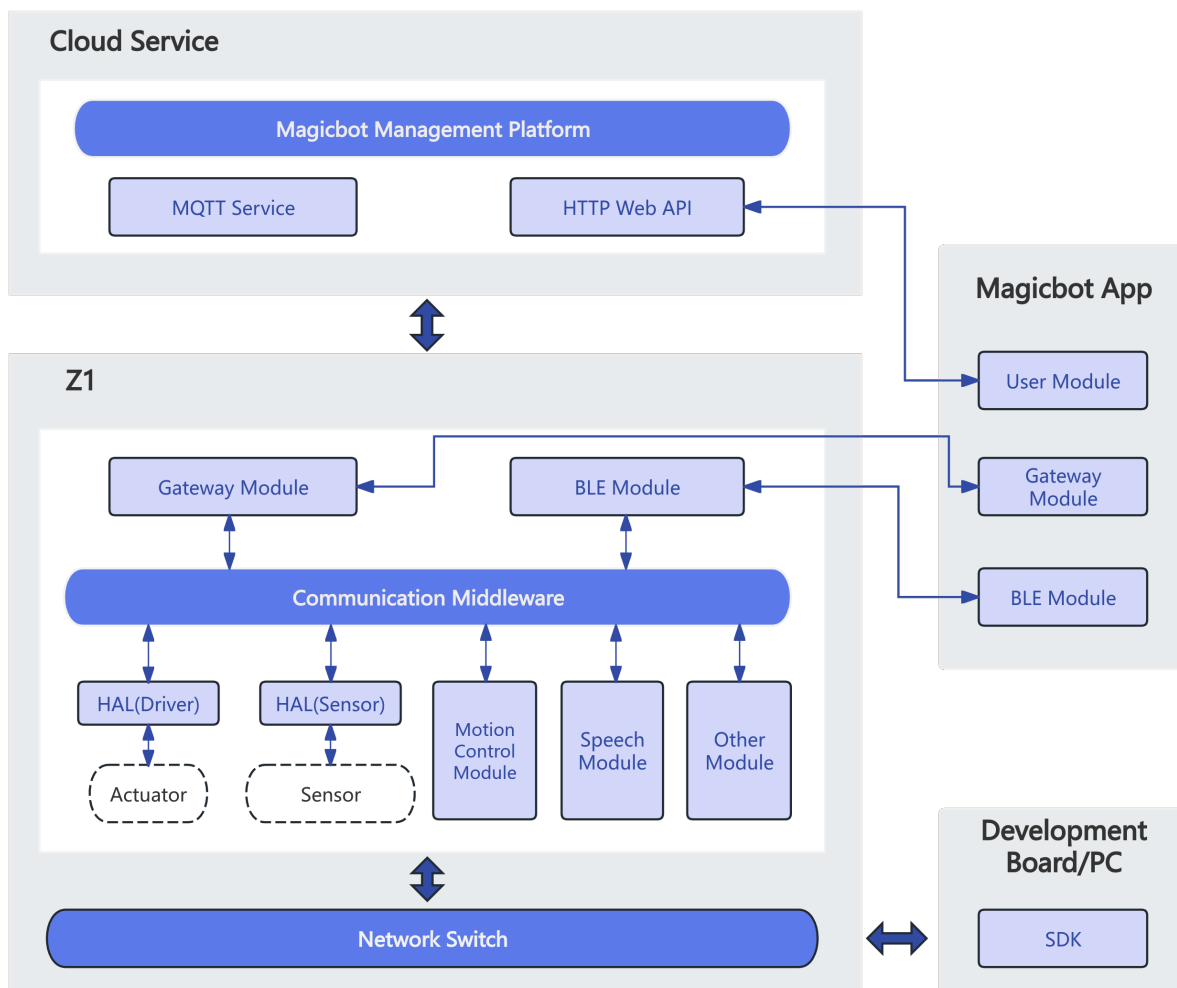 Cloud Service
Magicbot Management Platform
MQTT Service
HTTP Web API
Magicbot App
User Module
Gateway
Module
BLE Module
Z1
Gateway Module
BLE Module
Communication Middleware
HAL(Driver)
HAL(Sensor)
Motion
Control
Module
Speech
Module
Other
Module
Actuator
Sensor
Network Switch
Development
Board/PC
SDK